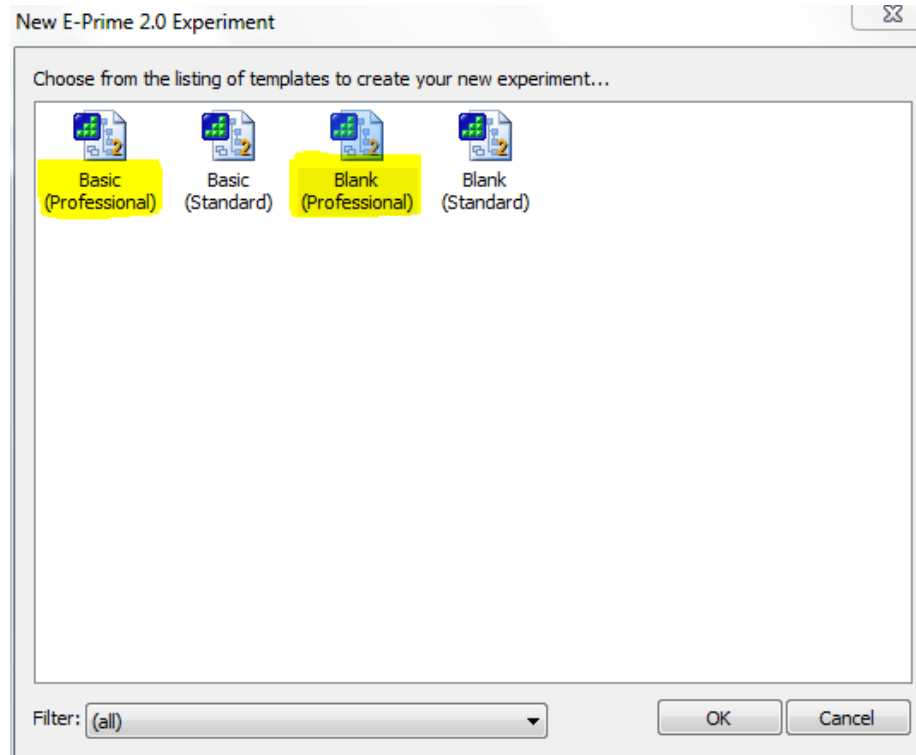 New E-Prime 2.0 Experiment
Choose from the listing of templates to create your new experiment...
Basic Basic Blank Blank
(Professional) (Standard) (Professional) (Standard)
Filter: (all) OK Cancel